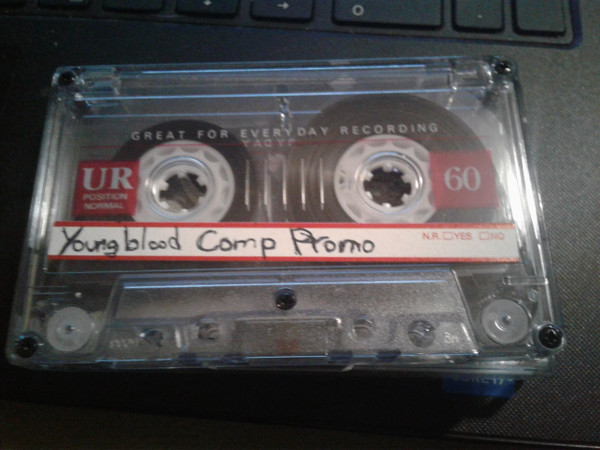 GREAT FOR EVERYDAY RECORDING
UR
POSITION
NORMAL
60
Youngblood Comp Promo
N.R. □YES □NO